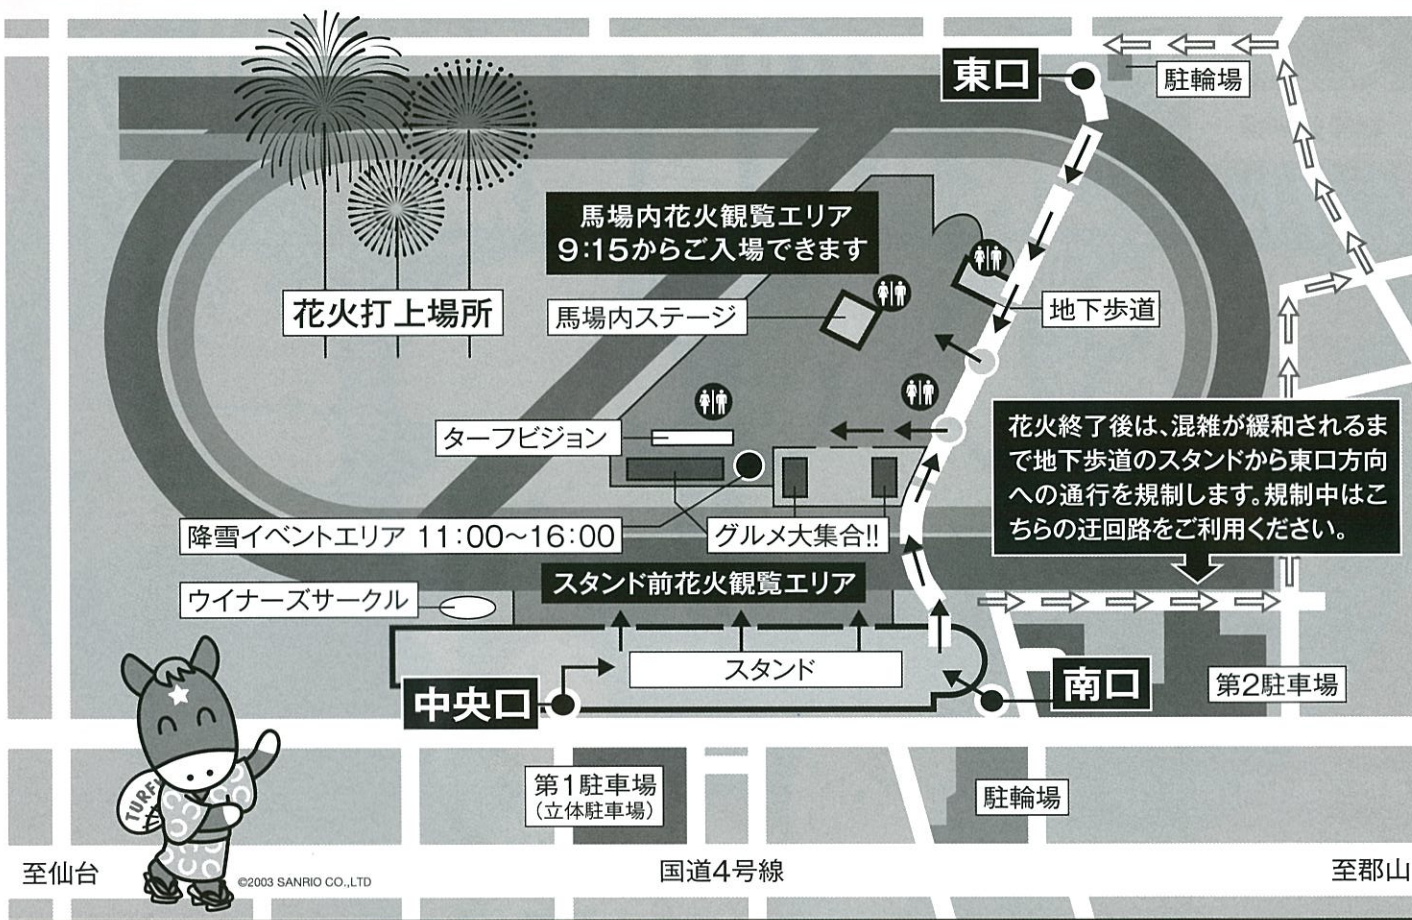 東口
駐輪場
馬場内花火観覧エリア
9:15からご入場できます
花火打上場所
馬場内ステージ
地下歩道
ターフビジョン
花火終了後は、混雑が緩和されるま
で地下歩道のスタンドから東口方向
への通行を規制します。規制中はこ
ちらの迂回路をご利用ください。
降雪イベントエリア 11:00〜16:00
グルメ大集合!!
スタンド前花火観覧エリア
ウイナーズサークル
スタンド
中央口
南口
第2駐車場
第1駐車場
(立体駐車場)
駐輪場
TURFY
至仙台
©2003 SANRIO CO.,LTD
国道4号線
至郡山